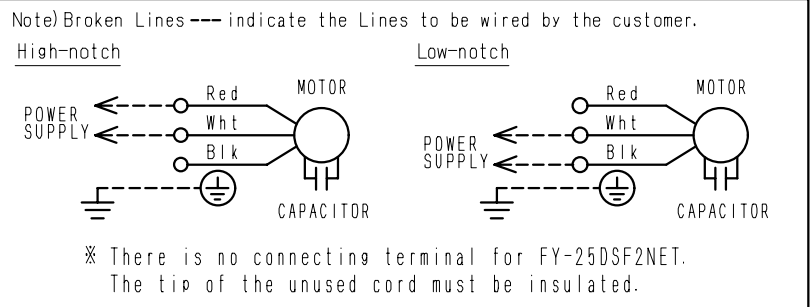 Note) Broken Lines --- indicate the Lines to be wired by the customer.
High-notch
Low-notch
Red
MOTOR
POWER
SUPPLY
Wht
Blk
CAPACITOR
Red
MOTOR
Wht
POWER
SUPPLY
Blk
CAPACITOR
※ There is no connecting terminal for FY-25DSF2NET.
The tip of the unused cord must be insulated.